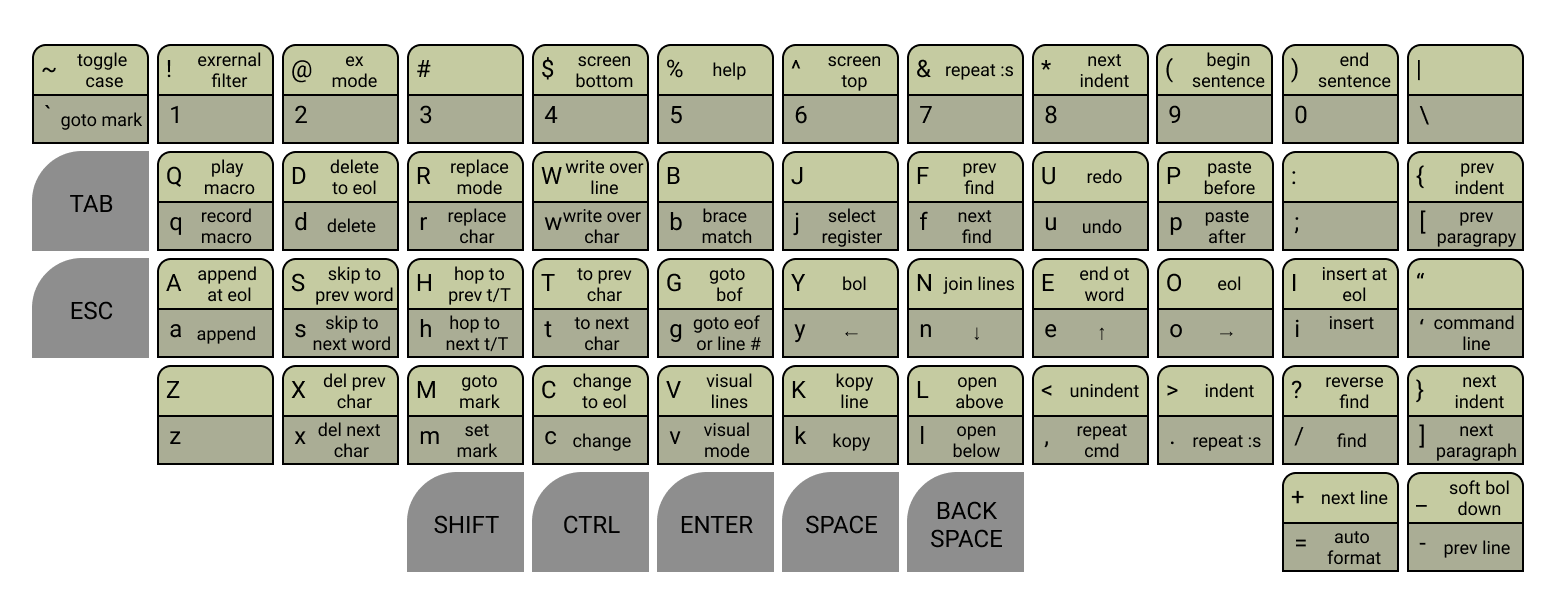 ~ toggle case
! exrernal filter
@ ex mode
#
$ screen bottom
% help
^ screen top
& repeat :s
* next indent
( begin sentence
) end sentence
|
` goto mark
1
2
3
4
5
6
7
8
9
0
\
TAB
Q play macro
D delete to eol
R replace mode
W write over line
B
J
F prev find
U redo
P paste before
:
{ prev indent
q record macro
d delete
r replace char
w write over char
b brace match
j select register
f next find
u undo
p paste after
;
[ prev paragrapy
ESC
A append at eol
S skip to prev word
H hop to prev t/T
T to prev char
G goto bof
Y bol
N join lines
E end ot word
O eol
I insert at eol
“
a append
s skip to next word
h hop to next t/T
t to next char
g goto eof or line #
y ←
n ↓
e ↑
o →
i insert
‘ command line
Z
X del prev char
M goto mark
C change to eol
V visual lines
K kopy line
L open above
< unindent
> indent
? reverse find
} next indent
z
x del next char
m set mark
c change
v visual mode
k kopy
l open below
, repeat cmd
. repeat :s
/ find
] next paragraph
SHIFT
CTRL
ENTER
SPACE
BACK SPACE
+ next line
_ soft bol down
= auto format
- prev line